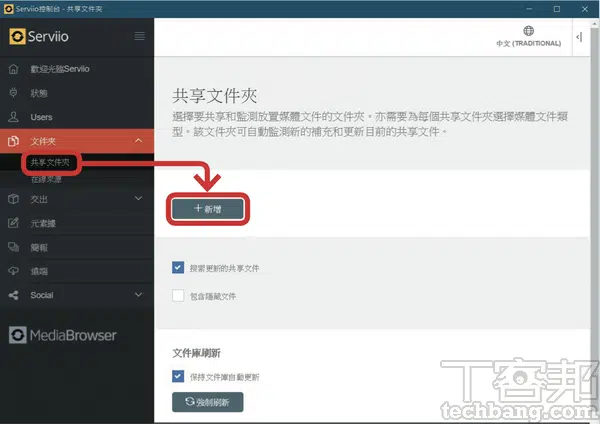 Serviio控制台 - 共享文件夾
Serviio
中文 (TRADITIONAL)
歡迎光臨Serviio
狀態
Users
文件夾
共享文件夾
在線來源
交出
元素據
簡報
遠端
Social
MediaBrowser
共享文件夾
選擇要共享和監測放置媒體文件的文件夾。亦需要為每個共享文件夾選擇媒體文件類
型。該文件夾可自動監測新的補充和更新目前的共享文件。
+ 新增
搜索更新的共享文件
包含隱藏文件
文件庫刷新
保持文件庫自動更新
強制刷新
T客邦
techbang.com